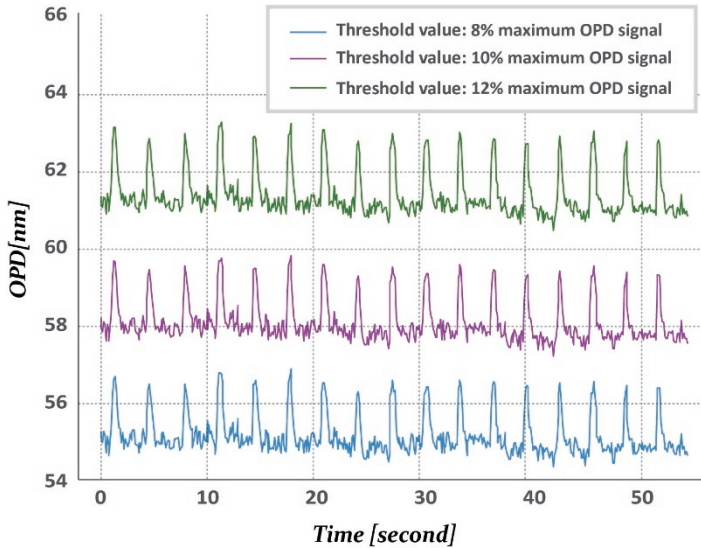 66
64
62
60
58
56
54
OPD[nm]
Threshold value: 8% maximum OPD signal
Threshold value: 10% maximum OPD signal
Threshold value: 12% maximum OPD signal
0 10 20 30 40 50
Time [second]